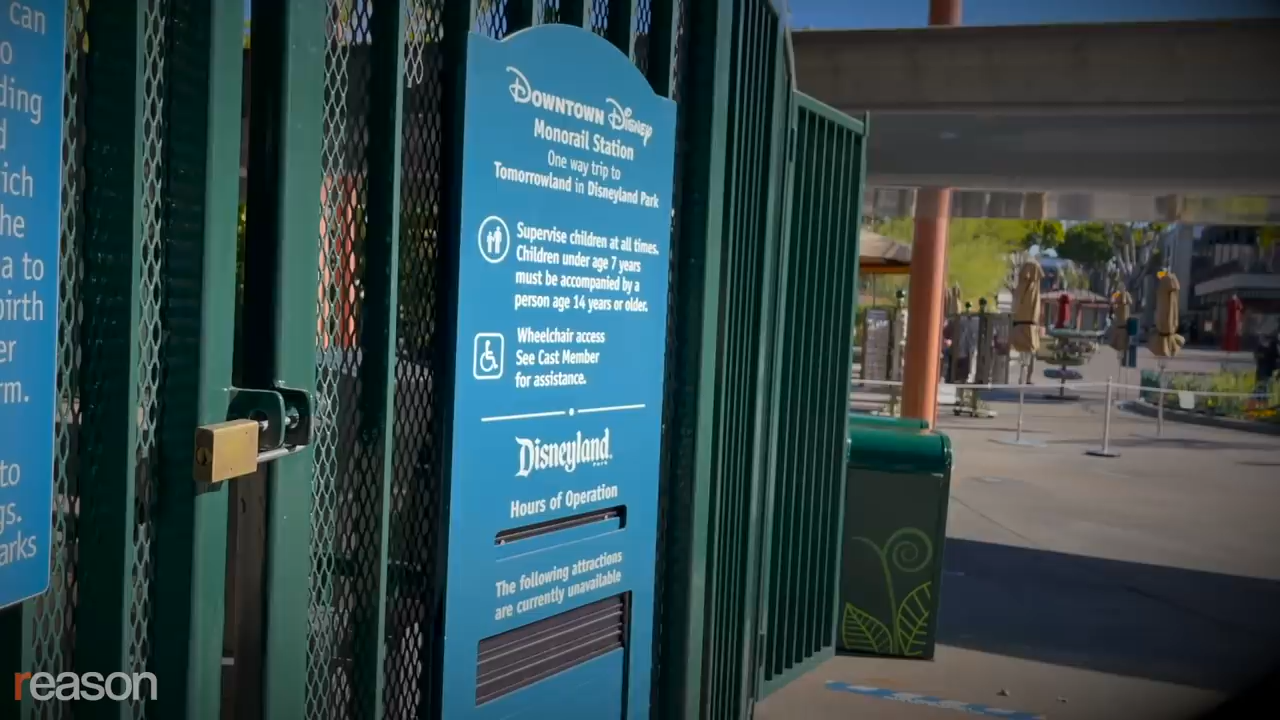 can
o
ding
d
ich
he
a to
birth
er
m.
to
gs.
arks
Downtown Disney
Monorail Station
One way trip to
Tomorrowland in Disneyland Park
Supervise children at all times.
Children under age 7 years
must be accompanied by a
person age 14 years or older.
Wheelchair access
See Cast Member
for assistance.
Disneyland
Park
Hours of Operation
The following attractions
are currently unavailable
reason